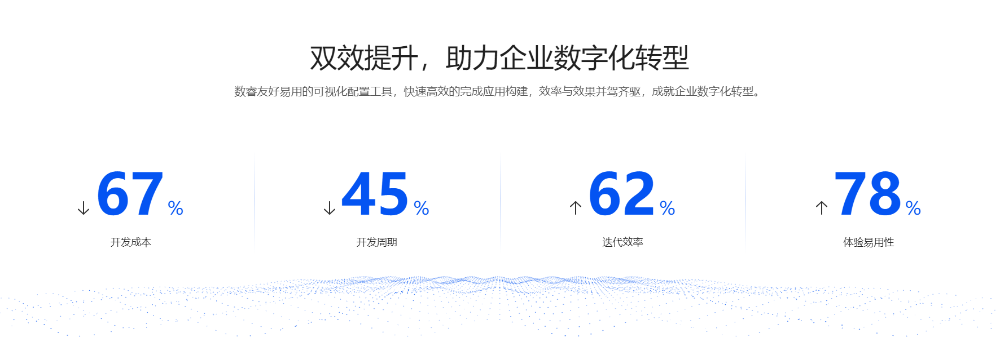 双效提升，助力企业数字化转型
数睿友好易用的可视化配置工具，快速高效的完成应用构建，效率与效果并驾齐驱，成就企业数字化转型。
↓67%
↓45%
↑62%
↑78%
开发成本
开发周期
迭代效率
体验易用性